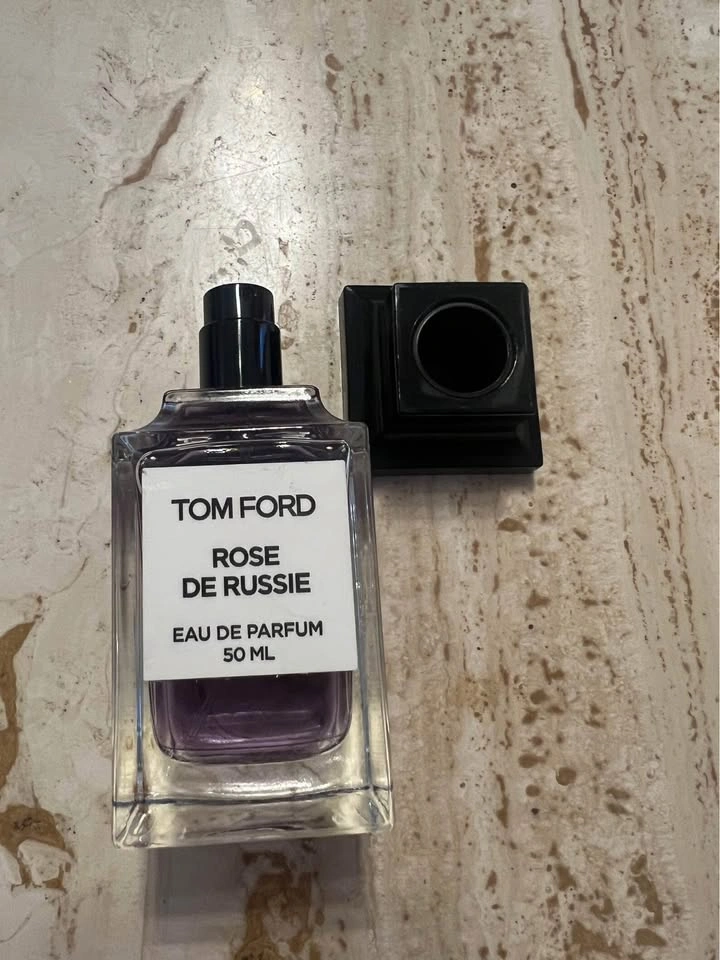 TOM FORD
ROSE
DE RUSSIE
EAU DE PARFUM
50 ML